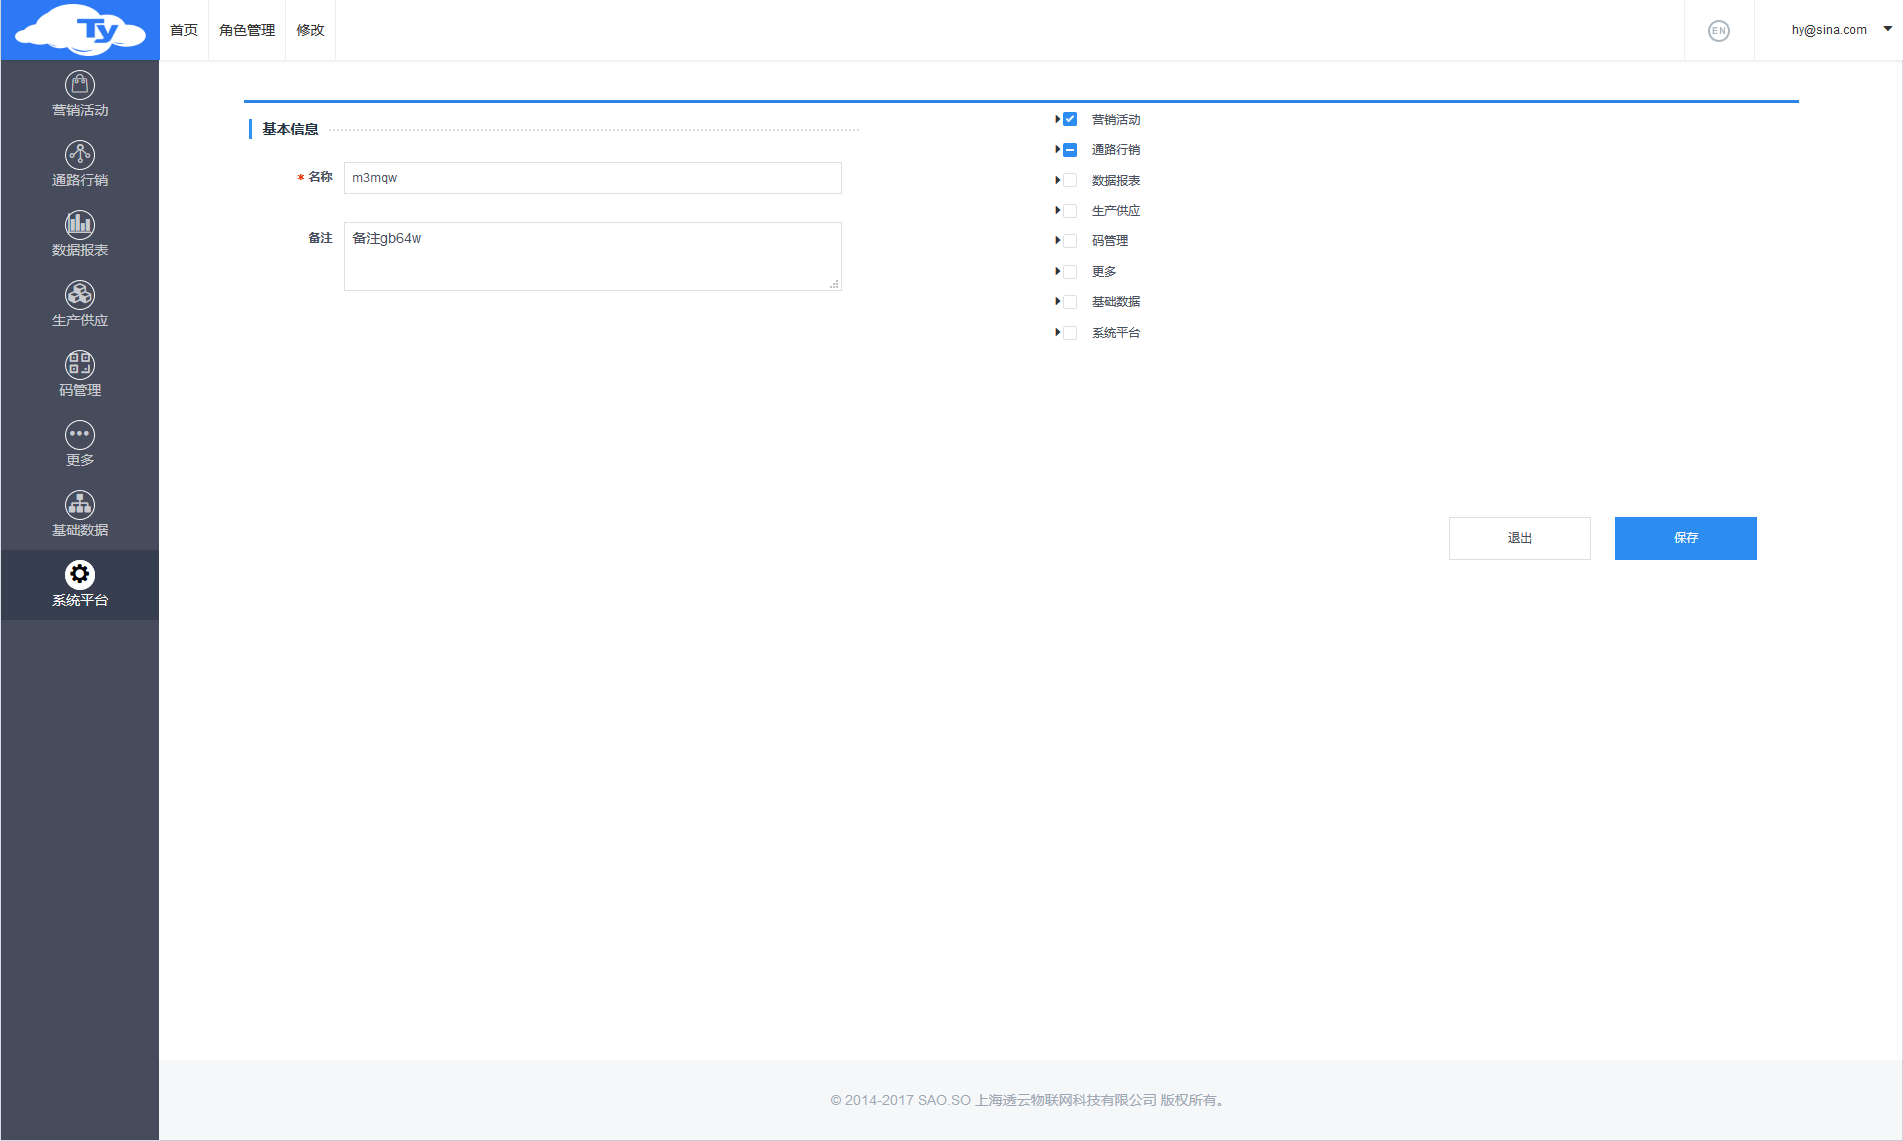 Ty
首页
角色管理
修改
EN
hy@sina.com
营销活动
通路行销
数据报表
生产供应
码管理
更多
基础数据
系统平台
基本信息
* 名称
m3mqw
备注
备注gb64w
营销活动
通路行销
数据报表
生产供应
码管理
更多
基础数据
系统平台
退出
保存
© 2014-2017 SAO.SO 上海透云物联网科技有限公司 版权所有。